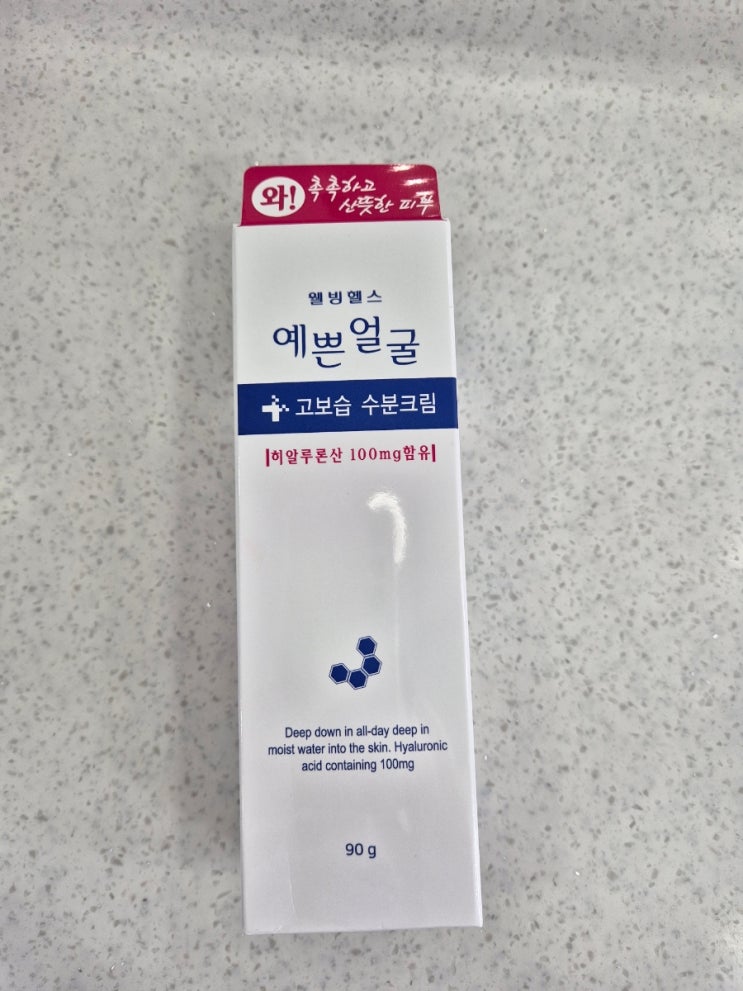 와! 촉촉하고
산뜻한 피부
웰빙헬스
예쁜얼굴
고보습 수분크림
히알루론산 100mg함유
Deep down in all-day deep in
moist water into the skin. Hyaluronic
acid containing 100mg
90 g